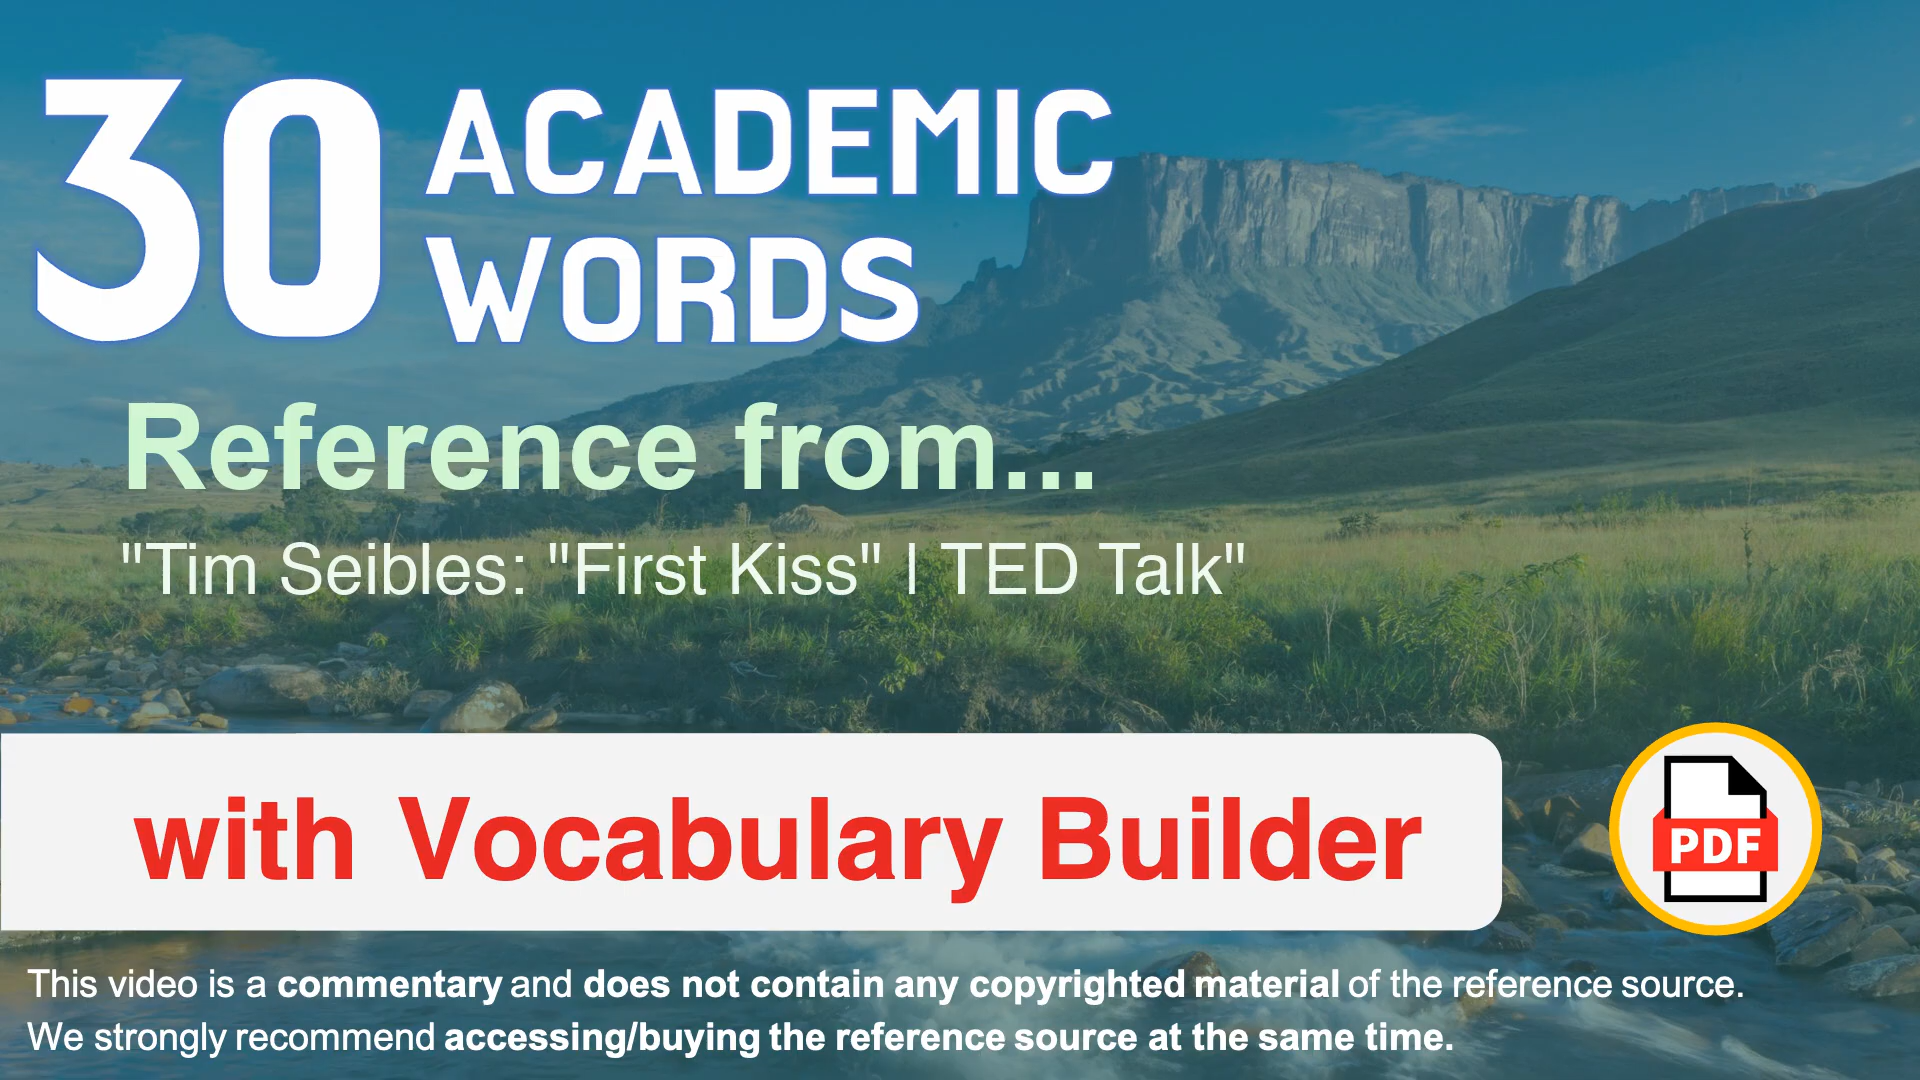 30 ACADEMIC
WORDS
Reference from...
"Tim Seibles: "First Kiss" | TED Talk"
with Vocabulary Builder
PDF
This video is a commentary and does not contain any copyrighted material of the reference source.
We strongly recommend accessing/buying the reference source at the same time.